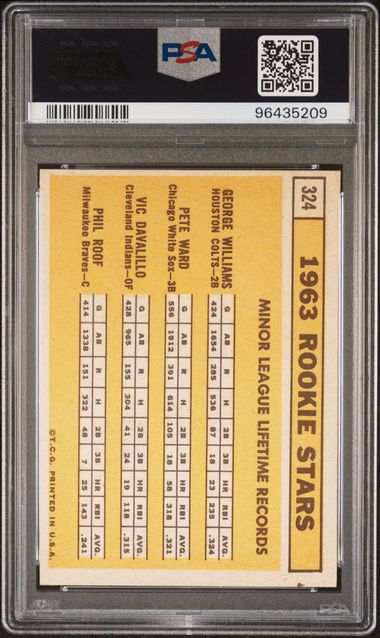 PSA
PSA
96435209
324
1963 ROOKIE STARS
MINOR LEAGUE LIFETIME RECORDS
GEORGE WILLIAMS
HOUSTON COLTS—2B
G AB R H 2B 3B HR RBI AVG.
424 1654 285 536 87 18 23 235 .324
PETE WARD
Chicago White Sox—3B
G AB R H 2B 3B HR RBI AVG.
556 1912 391 614 105 18 58 318 .321
VIC DAVALILLO
Cleveland Indians—OF
G AB R H 2B 3B HR RBI AVG.
428 965 155 304 41 24 19 118 .315
PHIL ROOF
Milwaukee Braves—C
G AB R H 2B 3B HR RBI AVG.
414 1338 151 322 48 7 25 143 .241
©T.C.G. PRINTED IN U.S.A.